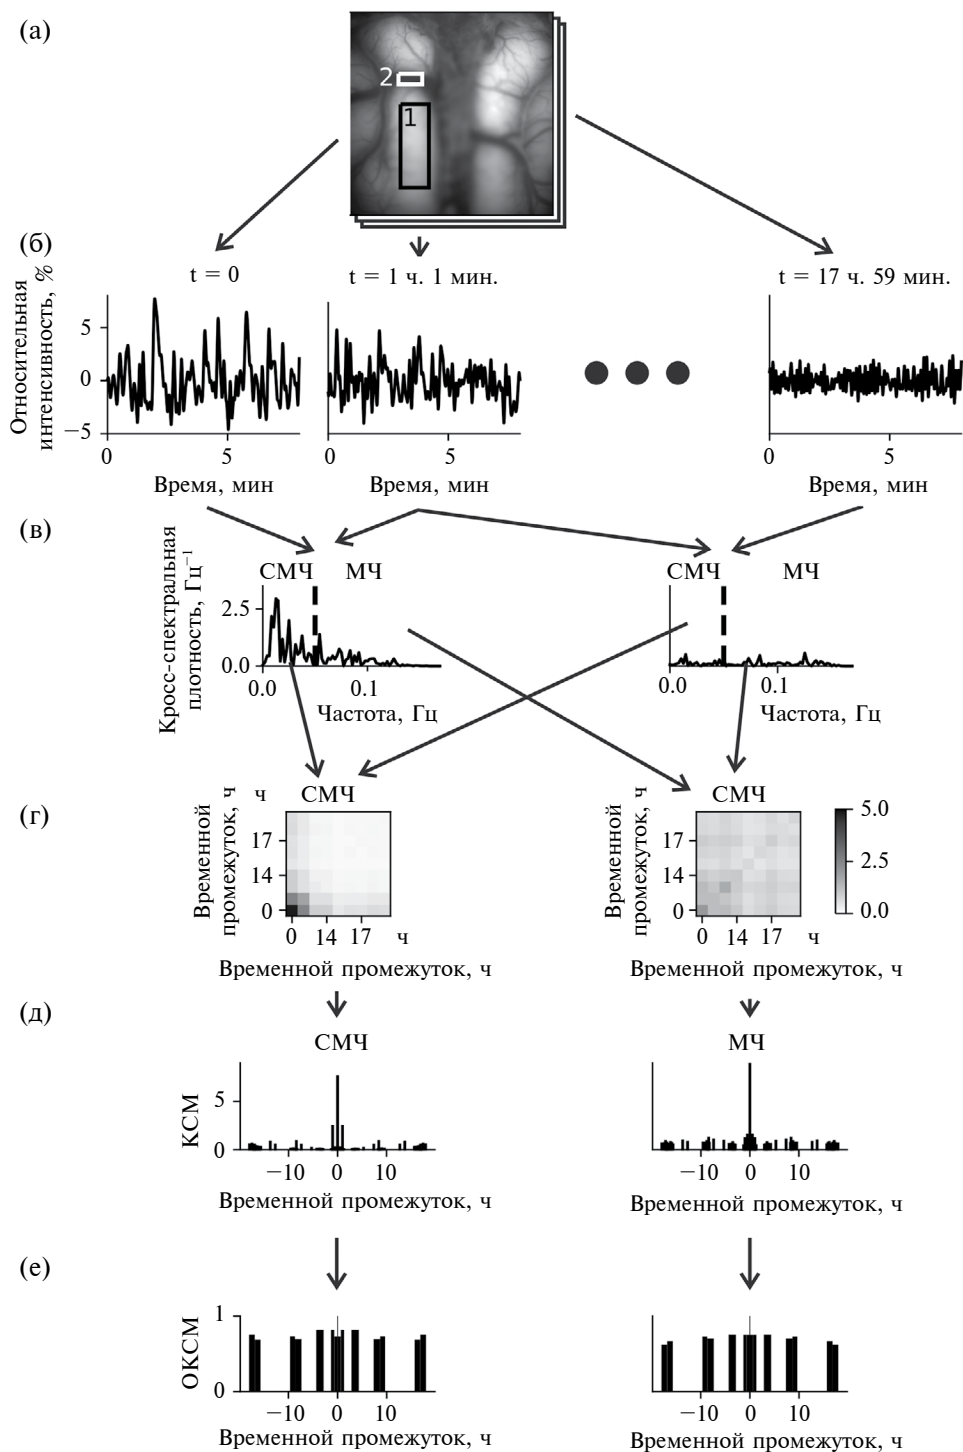 (а)
2
1
(б)
t = 0
t = 1 ч. 1 мин.
t = 17 ч. 59 мин.
Относительная
интенсивность, %
5
0
−5
0
5
0
5
0
5
Время, мин
Время, мин
Время, мин
(в)
Кросс-спектральная
плотность, Гц⁻¹
СМЧ
МЧ
СМЧ
МЧ
2.5
0.0
0.0
0.1
0.0
0.1
Частота, Гц
Частота, Гц
(г)
Временной
промежуток, ч
ч
СМЧ
17
14
0
0
14
17
ч
Временной промежуток, ч
Временной
промежуток, ч
СМЧ
17
14
0
0
14
17
ч
5.0
2.5
0.0
Временной промежуток, ч
(д)
СМЧ
МЧ
КСМ
5
0
−10
0
10
−10
0
10
Временной промежуток, ч
Временной промежуток, ч
(е)
ОКСМ
1
0
−10
0
10
−10
0
10
Временной промежуток, ч
Временной промежуток, ч